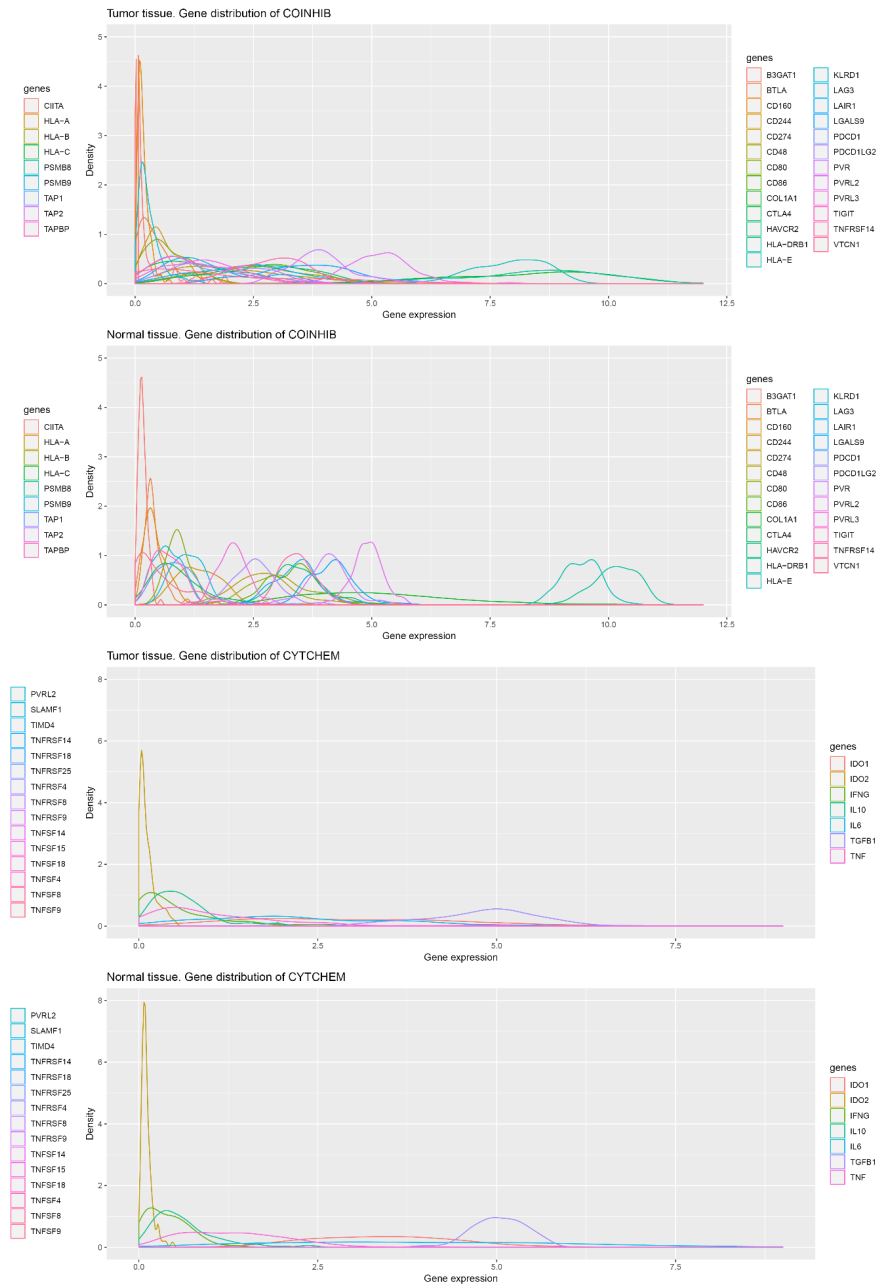 Tumor tissue. Gene distribution of COINHIB
genes
CIITA
HLA−A
HLA−B
HLA−C
PSMB8
PSMB9
TAP1
TAP2
TAPBP
5
4
3
2
1
0
Density
0.0
2.5
5.0
7.5
10.0
12.5
Gene expression
genes
B3GAT1
BTLA
CD160
CD244
CD274
CD48
CD80
CD86
COL1A1
CTLA4
HAVCR2
HLA−DRB1
HLA−E
KLRD1
LAG3
LAIR1
LGALS9
PDCD1
PDCD1LG2
PVR
PVRL2
PVRL3
TIGIT
TNFRSF14
VTCN1
Normal tissue. Gene distribution of COINHIB
genes
CIITA
HLA−A
HLA−B
HLA−C
PSMB8
PSMB9
TAP1
TAP2
TAPBP
5
4
3
2
1
0
Density
0.0
2.5
5.0
7.5
10.0
12.5
Gene expression
genes
B3GAT1
BTLA
CD160
CD244
CD274
CD48
CD80
CD86
COL1A1
CTLA4
HAVCR2
HLA−DRB1
HLA−E
KLRD1
LAG3
LAIR1
LGALS9
PDCD1
PDCD1LG2
PVR
PVRL2
PVRL3
TIGIT
TNFRSF14
VTCN1
Tumor tissue. Gene distribution of CYTCHEM
PVRL2
SLAMF1
TIMD4
TNFRSF14
TNFRSF18
TNFRSF25
TNFRSF4
TNFRSF8
TNFRSF9
TNFSF14
TNFSF15
TNFSF18
TNFSF4
TNFSF8
TNFSF9
8
6
4
2
0
Density
0.0
2.5
5.0
7.5
Gene expression
genes
IDO1
IDO2
IFNG
IL10
IL6
TGFB1
TNF
Normal tissue. Gene distribution of CYTCHEM
PVRL2
SLAMF1
TIMD4
TNFRSF14
TNFRSF18
TNFRSF25
TNFRSF4
TNFRSF8
TNFRSF9
TNFSF14
TNFSF15
TNFSF18
TNFSF4
TNFSF8
TNFSF9
8
6
4
2
0
Density
0.0
2.5
5.0
7.5
Gene expression
genes
IDO1
IDO2
IFNG
IL10
IL6
TGFB1
TNF